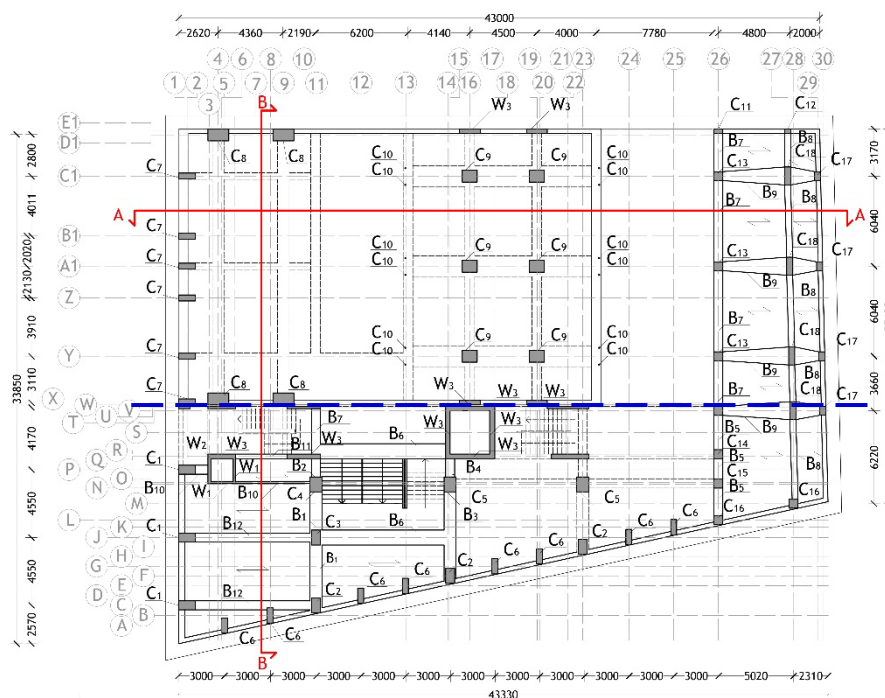 43000
2620 4360 2190 6200 4140 4500 4000 7780 4800 2000
4 6 8 10 15 17 19 21 23 24 25 26 27 28 30
1 2 3 5 7 9 11 12 13 14 16 18 20 22 29
B
W3 W3 C11 C12
E1
D1
C8 C8 B7 B8
C10 C9 C9 C10 C13 C18 C17
C7 C10 C10
C1
B9
B7 B8
A A
C7
B1
C10 C9 C9 C10 C13 C18 C17
C7 C10 C10
A1
B9
Z
B7 B8
C10 C9 C9 C10 C13 C18 C17
C10 C10
Y
B9
B7 B8
C7 C8 C8 W3 W3 W3 C18 C17
X W
T U V
S
B7 W3 B6 B5 B9
W2 W3 B11 W3 W3 C14
R
Q
P C1 W1 B2 B4 C15 B8
O
N B10 W1 B10 C4 C5 C5 B5
M
B3 C16 C16
L K C1 B12 B1 C3 B6 C6 C6
J I
H C2
G B1 C6 C6
F
E C2
D C1 B12 C6 C6
C B
A C6 C6
B
2800 4011 2020 2130 3910 3110 4170 4550 4550 2570
33850
3170 6040 6040 3660 6220
3000 3000 3000 3000 3000 3000 3000 3000 3000 3000 3000 5020 2310
43330